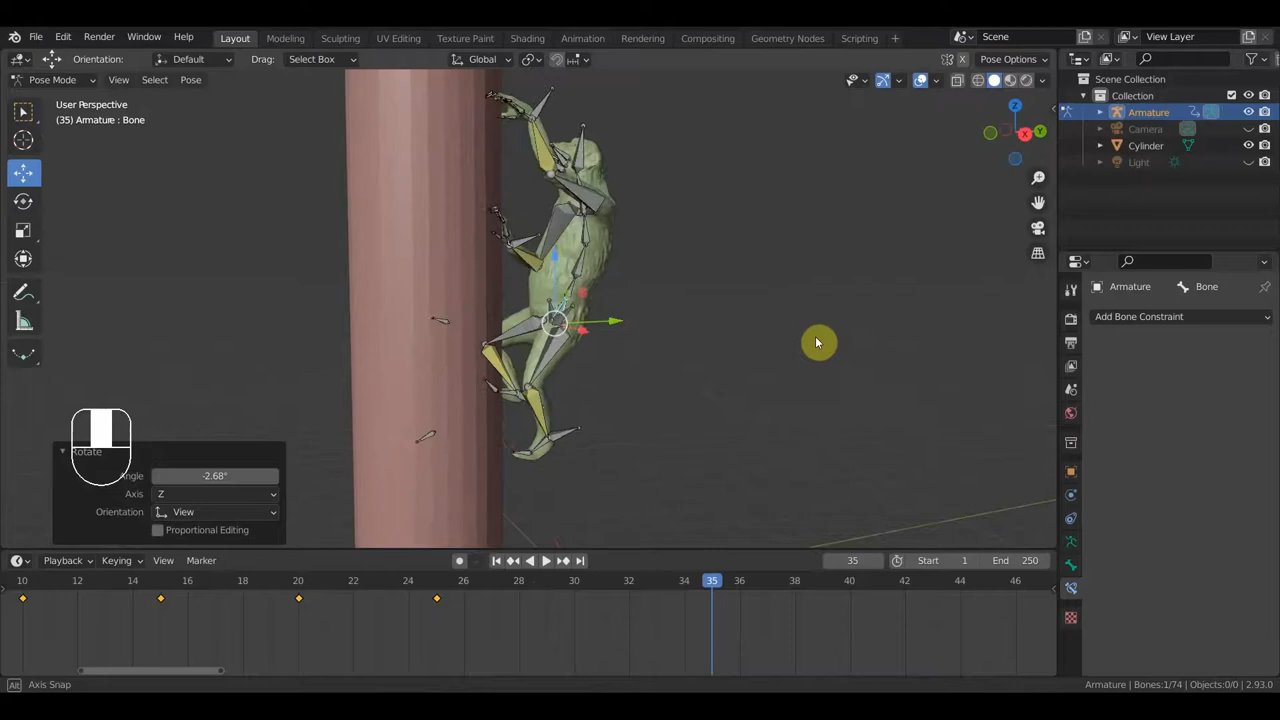 File Edit Render Window Help Layout Modeling Sculpting UV Editing Texture Paint Shading Animation Rendering Compositing Geometry Nodes Scripting + Scene View Layer
Orientation: Default Drag: Select Box Global Pose Options
Pose Mode View Select Pose
User Perspective
(35) Armature : Bone
Z
Y
X
Scene Collection
Collection
Armature
Camera
Cylinder
Light
Armature Bone
Add Bone Constraint
Rotate
Angle -2.68°
Axis Z
Orientation View
Proportional Editing
Playback Keying View Marker 35 Start 1 End 250
10 12 14 16 18 20 22 24 26 28 30 32 34 35 36 38 40 42 44 46
Alt Axis Snap Armature | Bones:1/74 | Objects:0/0 | 2.93.0